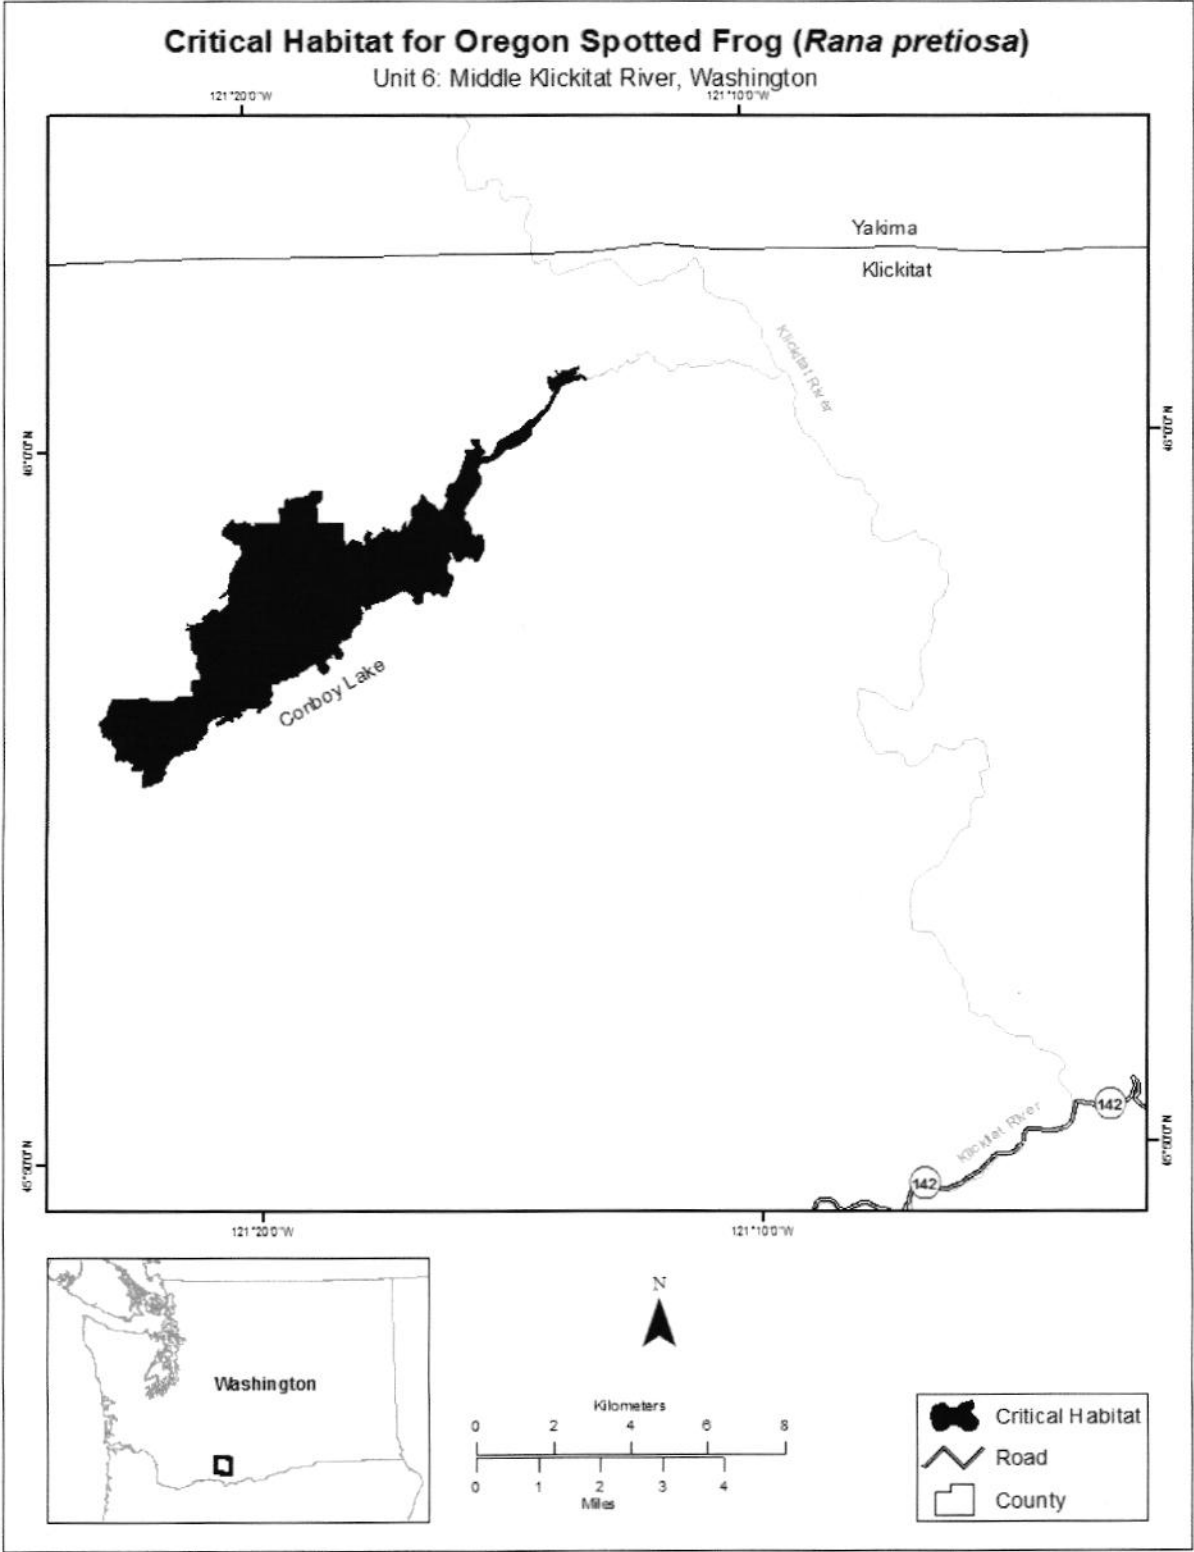 Critical Habitat for Oregon Spotted Frog (Rana pretiosa)
Unit 6: Middle Klickitat River, Washington
121°20'0"W
121°10'0"W
Yakima
Klickitat
Klickitat River
46°0'0"N
46°0'0"N
Conboy Lake
142
Klickitat River
142
45°50'0"N
45°50'0"N
121°20'0"W
121°10'0"W
N
Washington
Kilometers
0 2 4 6 8
0 1 2 3 4
Miles
Critical Habitat
Road
County